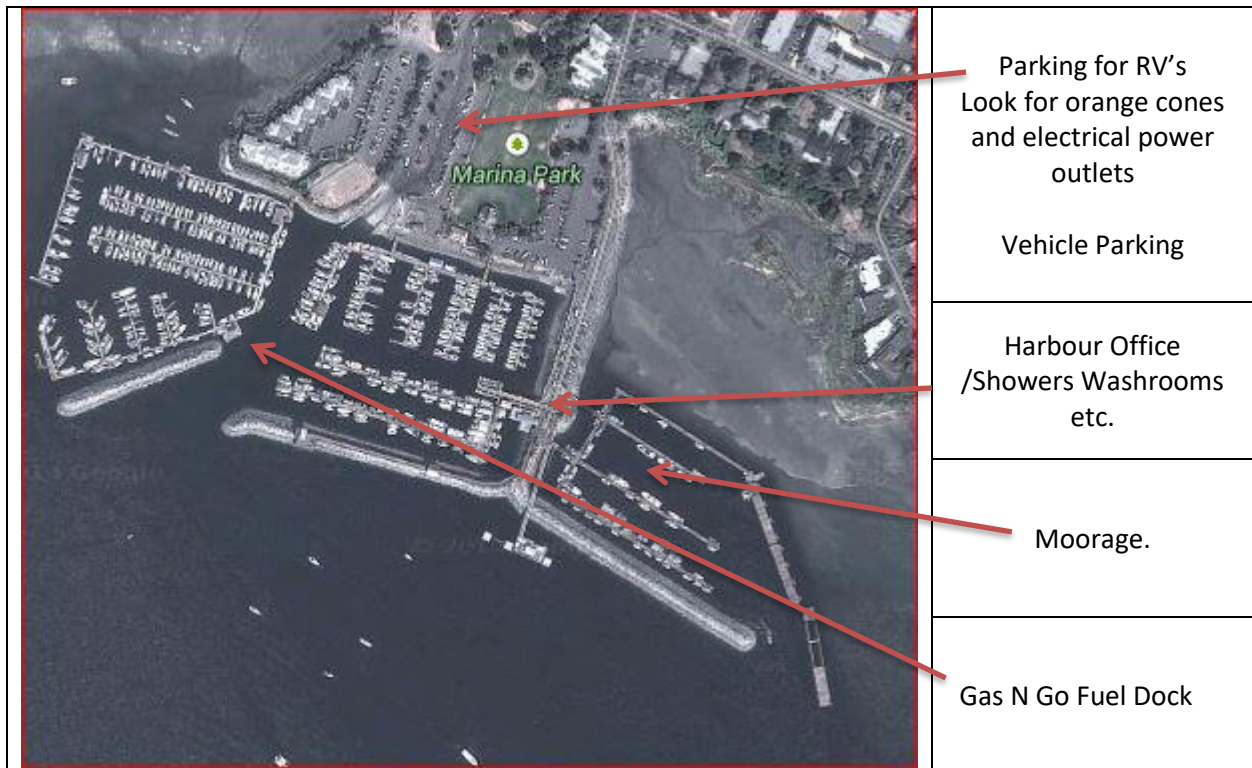 Marina Park
Parking for RV’s
Look for orange cones
and electrical power
outlets
Vehicle Parking
Harbour Office
/Showers Washrooms
etc.
Moorage.
Gas N Go Fuel Dock